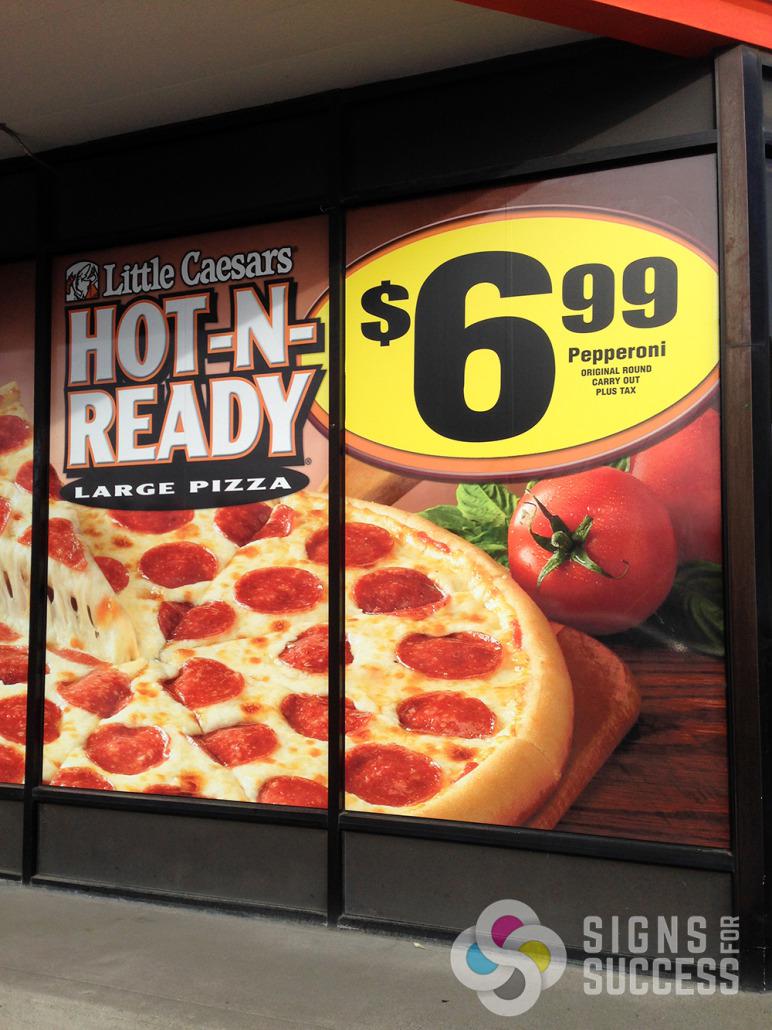 Little Caesars®
HOT-N-
READY®
LARGE PIZZA
$6 99
Pepperoni
ORIGINAL ROUND
CARRY OUT
PLUS TAX
SIGNS FOR
SUCCESS